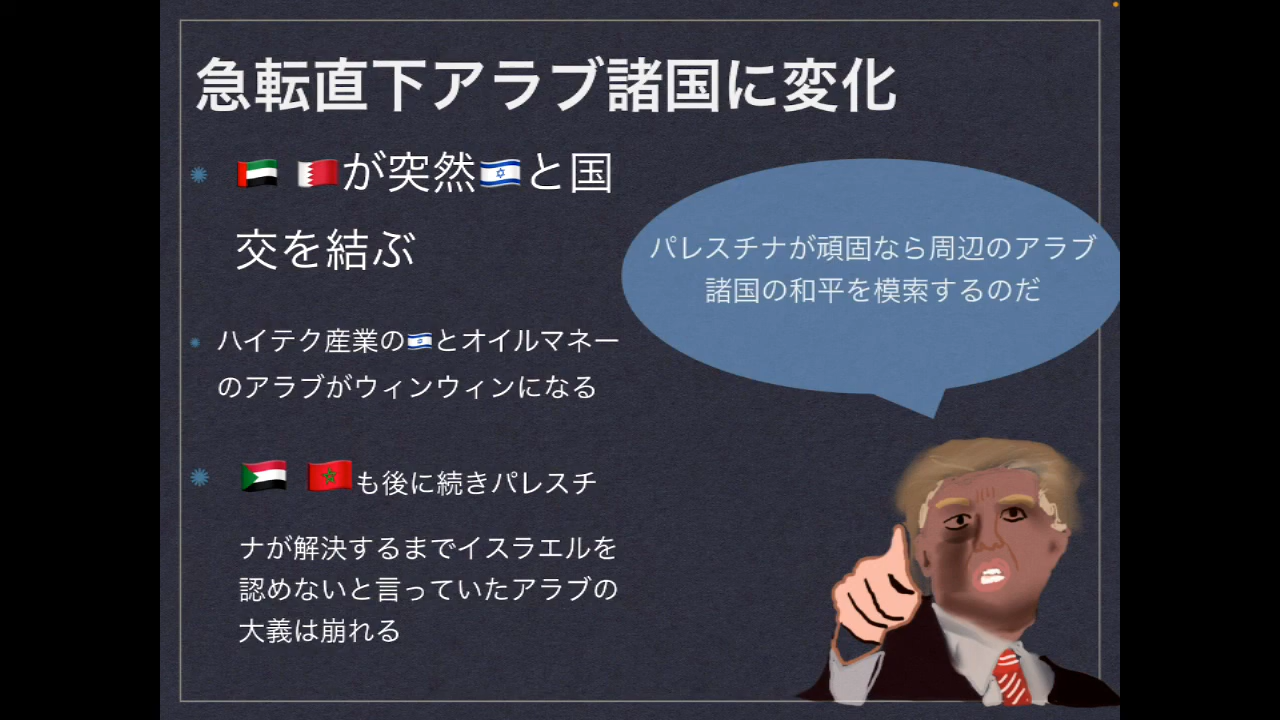 急転直下アラブ諸国に変化
🇦🇪 🇧🇭が突然🇮🇱と国
交を結ぶ
ハイテク産業の🇮🇱とオイルマネー
のアラブがウィンウィンになる
🇸🇩 🇲🇦も後に続きパレスチ
ナが解決するまでイスラエルを
認めないと言っていたアラブの
大義は崩れる
パレスチナが頑固なら周辺のアラブ
諸国の和平を模索するのだ